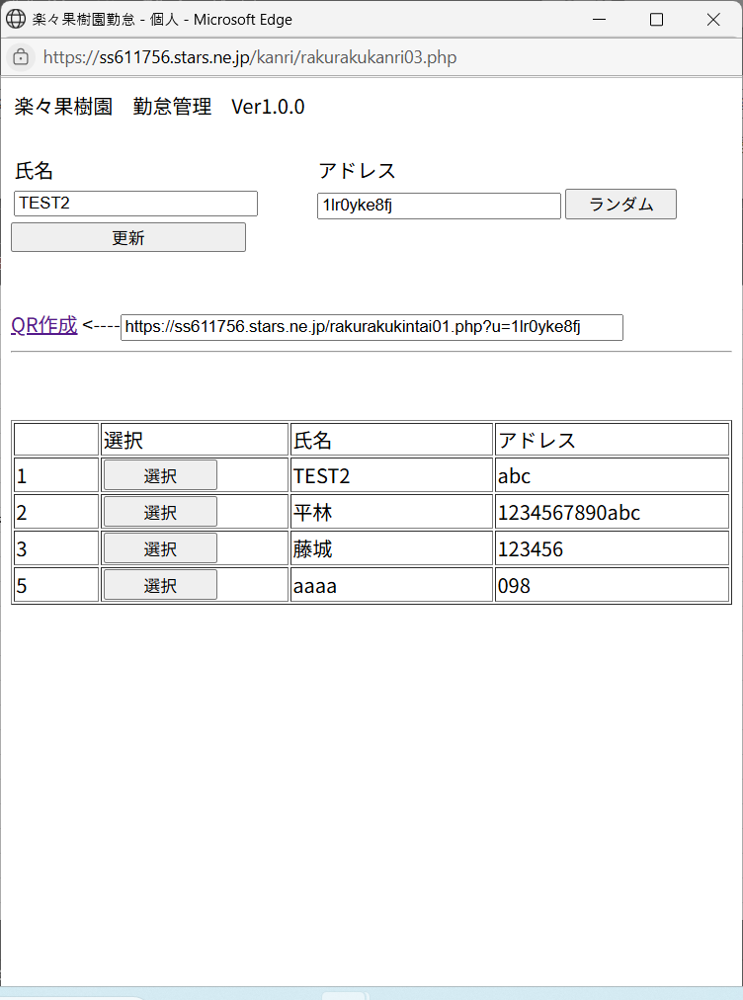 楽々果樹園勤怠 - 個人 - Microsoft Edge
https://ss611756.stars.ne.jp/kanri/rakurakukanri03.php
楽々果樹園　勤怠管理　Ver1.0.0
氏名 アドレス
TEST2 1lr0yke8fj ランダム
更新
QR作成 <---- https://ss611756.stars.ne.jp/rakurakukintai01.php?u=1lr0yke8fj
選択 氏名 アドレス
1 選択 TEST2 abc
2 選択 平林 1234567890abc
3 選択 藤城 123456
5 選択 aaaa 098